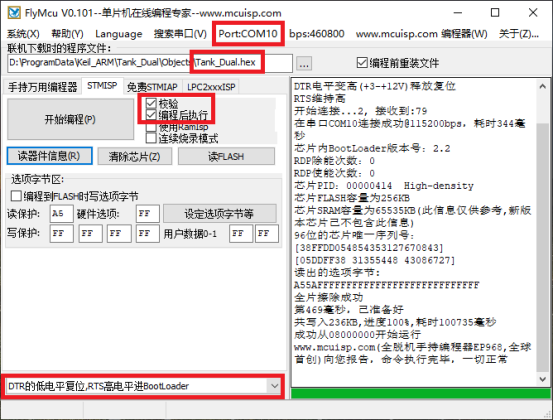 FlyMcu V0.101--单片机在线编程专家--www.mcuisp.com
系统(X) 帮助(Y) Language 搜索串口(V) Port:COM10 bps:460800 www.mcuisp.com 编程器(W) 关于(Z)...
联机下载时的程序文件:
D:\ProgramData\Keil_ARM\Tank_Dual\Objects\Tank_Dual.hex ... 编程前重装文件
手持万用编程器 STMISP 免费STMIAP LPC2xxxISP
开始编程(P)
校验
编程后执行
使用RamIsp
连续烧录模式
读器件信息(R) 清除芯片(Z) 读FLASH
选项字节区:
编程到FLASH时写选项字节
读保护: A5 硬件选项: FF 设定选项字节等
写保护: FF FF FF FF 用户数据0-1 FF FF
DTR的低电平复位,RTS高电平进BootLoader
DTR电平变高(+3-+12V)释放复位
RTS维持高
开始连接...2, 接收到:79
在串口COM10连接成功@115200bps, 耗时344毫
秒
芯片内BootLoader版本号: 2.2
RDP除能次数: 0
RDP使能次数: 0
芯片PID: 00000414 High-density
芯片FLASH容量为256KB
芯片SRAM容量为65535KB(此信息仅供参考,新版
本芯片已不包含此信息)
96位的芯片唯一序列号:
[38FFDD054854353127670843]
[05DDFF38 31355448 43086727]
读出的选项字节:
A55AFFFFFFFFFFFFFFFFFFFFFFFFFFFF
全片擦除成功
第469毫秒, 已准备好
共写入236KB,进度100%,耗时100735毫秒
成功从08000000开始运行
www.mcuisp.com(全脱机手持编程器EP968,全球
首创)向您报告, 命令执行完毕, 一切正常